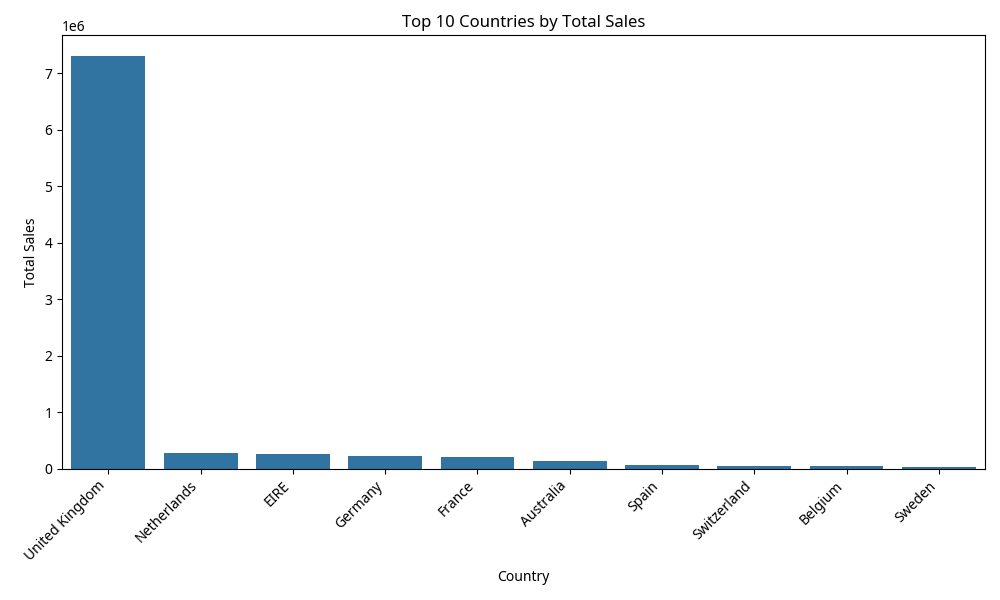 Top 10 Countries by Total Sales
1e6
7
6
5
4
3
2
1
0
Total Sales
United Kingdom
Netherlands
EIRE
Germany
France
Australia
Spain
Switzerland
Belgium
Sweden
Country